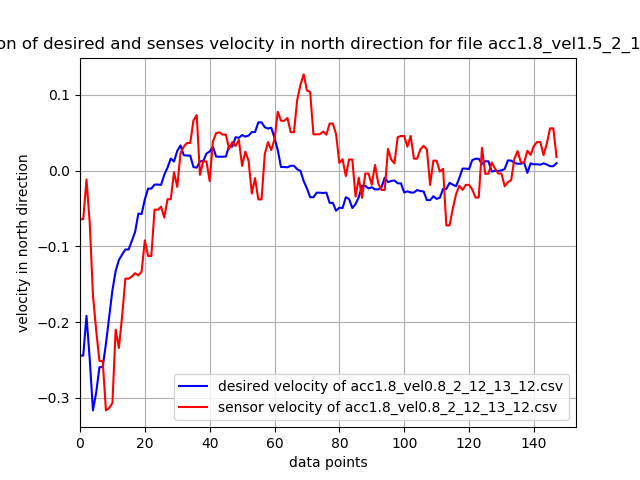 on of desired and senses velocity in north direction for file acc1.8_vel1.5_2_1
velocity in north direction
0.1
0.0
−0.1
−0.2
−0.3
desired velocity of acc1.8_vel0.8_2_12_13_12.csv
sensor velocity of acc1.8_vel0.8_2_12_13_12.csv
0 20 40 60 80 100 120 140
data points